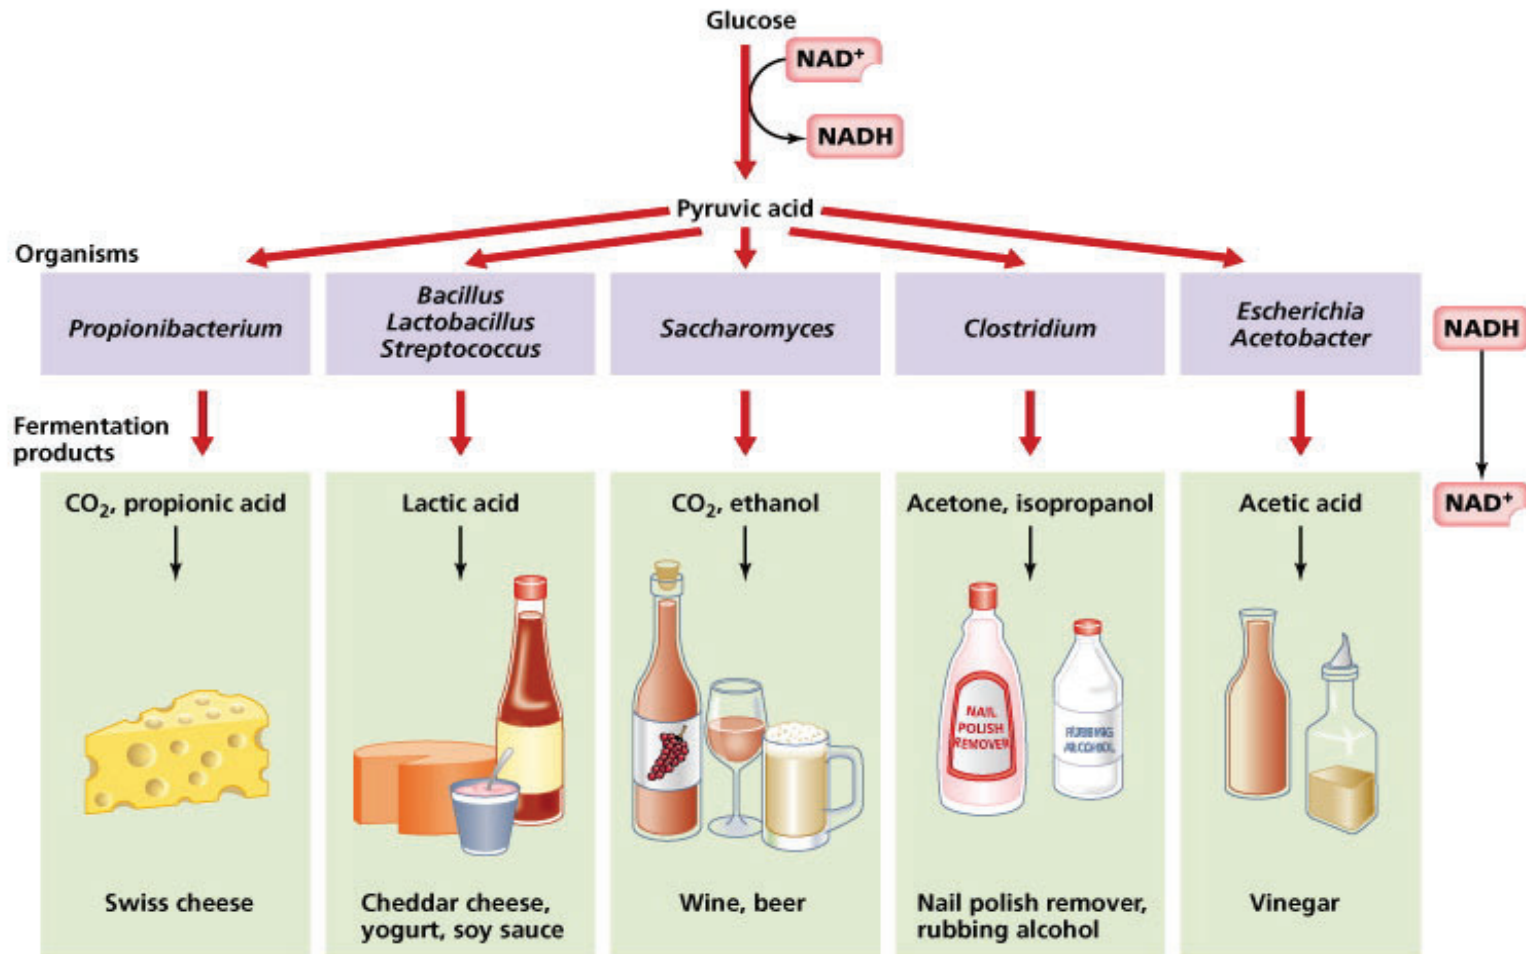 Glucose
NAD⁺
NADH
Pyruvic acid
Organisms
Propionibacterium
Bacillus
Lactobacillus
Streptococcus
Saccharomyces
Clostridium
Escherichia
Acetobacter
NADH
Fermentation
products
CO₂, propionic acid
Lactic acid
CO₂, ethanol
Acetone, isopropanol
Acetic acid
NAD⁺
NAIL
POLISH
REMOVER
RUBBING
ALCOHOL
Swiss cheese
Cheddar cheese,
yogurt, soy sauce
Wine, beer
Nail polish remover,
rubbing alcohol
Vinegar